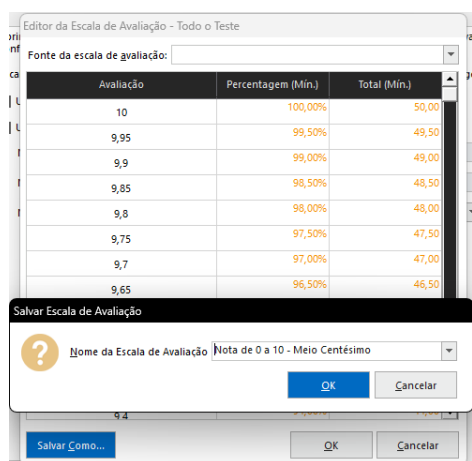 Editor da Escala de Avaliação - Todo o Teste
Fonte da escala de avaliação:
Avaliação Percentagem (Mín.) Total (Mín.)
10 100,00% 50,00
9,95 99,50% 49,50
9,9 99,00% 49,00
9,85 98,50% 48,50
9,8 98,00% 48,00
9,75 97,50% 47,50
9,7 97,00% 47,00
9,65 96,50% 46,50
Salvar Escala de Avaliação
Nome da Escala de Avaliação Nota de 0 a 10 - Meio Centésimo
OK Cancelar
Salvar Como... OK Cancelar